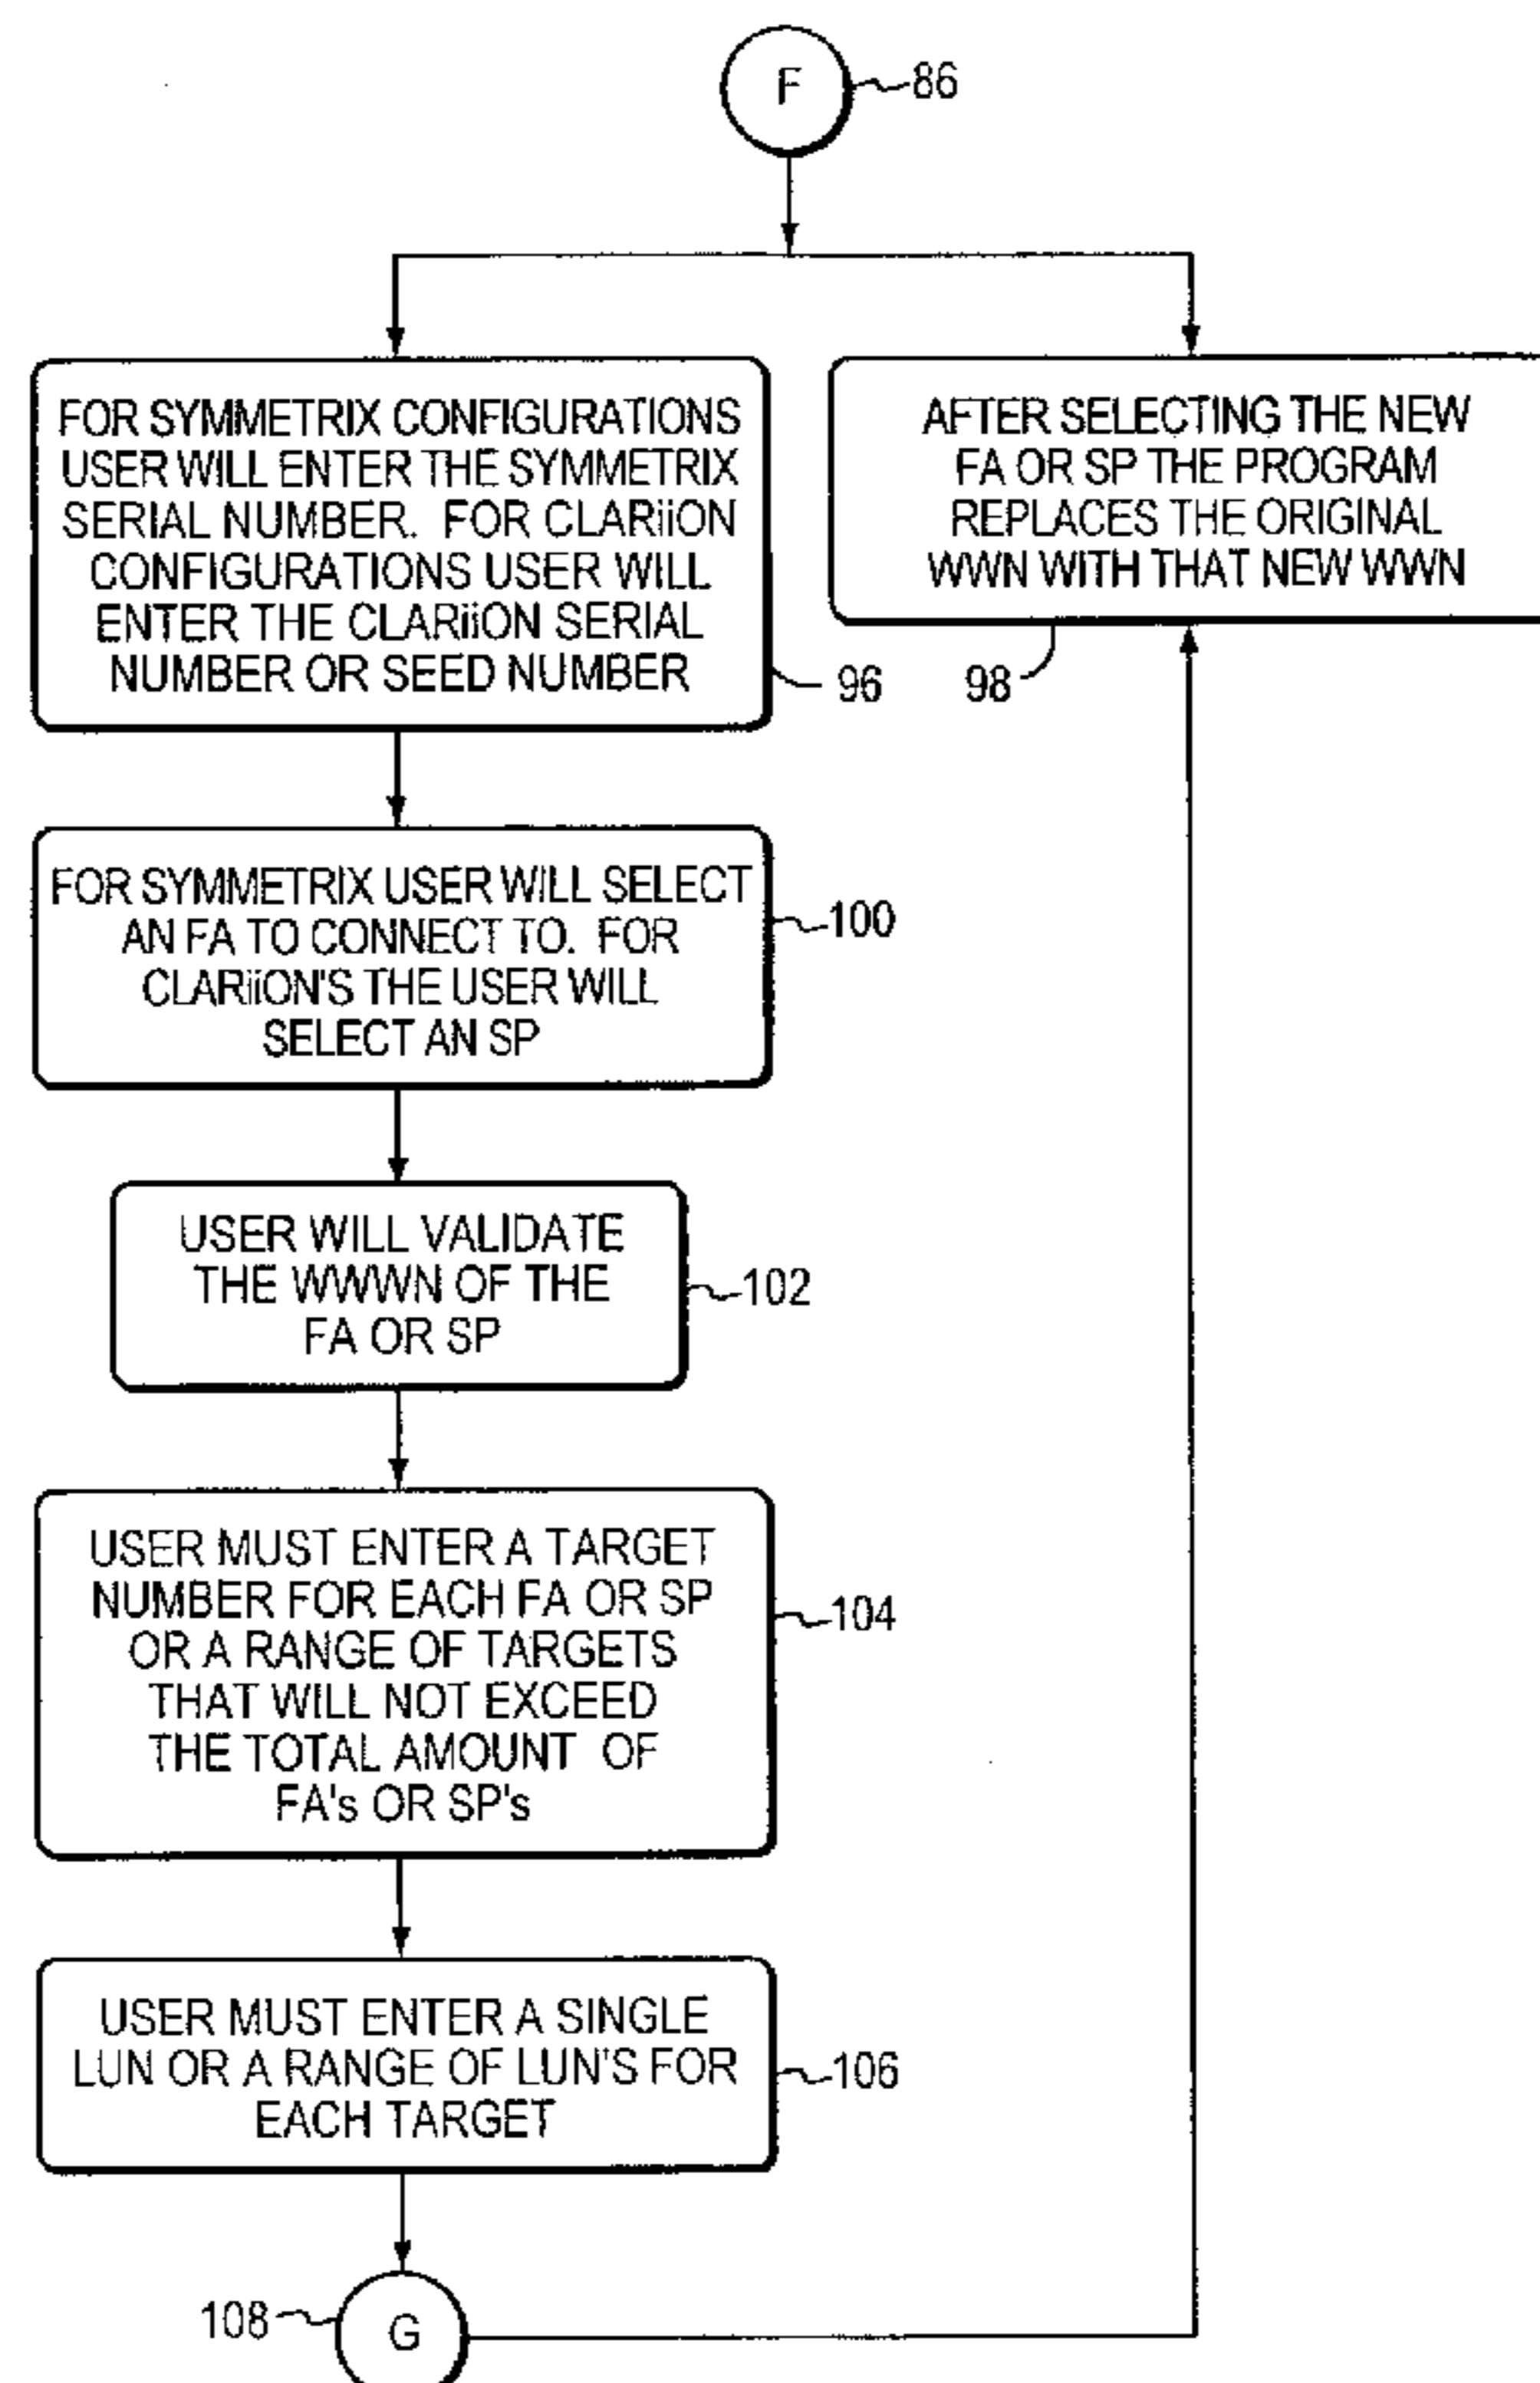 F
86
FOR SYMMETRIX CONFIGURATIONS
USER WILL ENTER THE SYMMETRIX
SERIAL NUMBER. FOR CLARiiON
CONFIGURATIONS USER WILL
ENTER THE CLARiiON SERIAL
NUMBER OR SEED NUMBER
96
AFTER SELECTING THE NEW
FA OR SP THE PROGRAM
REPLACES THE ORIGINAL
WWN WITH THAT NEW WWN
98
FOR SYMMETRIX USER WILL SELECT
AN FA TO CONNECT TO. FOR
CLARiiON'S THE USER WILL
SELECT AN SP
100
USER WILL VALIDATE
THE WWWN OF THE
FA OR SP
102
USER MUST ENTER A TARGET
NUMBER FOR EACH FA OR SP
OR A RANGE OF TARGETS
THAT WILL NOT EXCEED
THE TOTAL AMOUNT OF
FA's OR SP's
104
USER MUST ENTER A SINGLE
LUN OR A RANGE OF LUN'S FOR
EACH TARGET
106
108
G